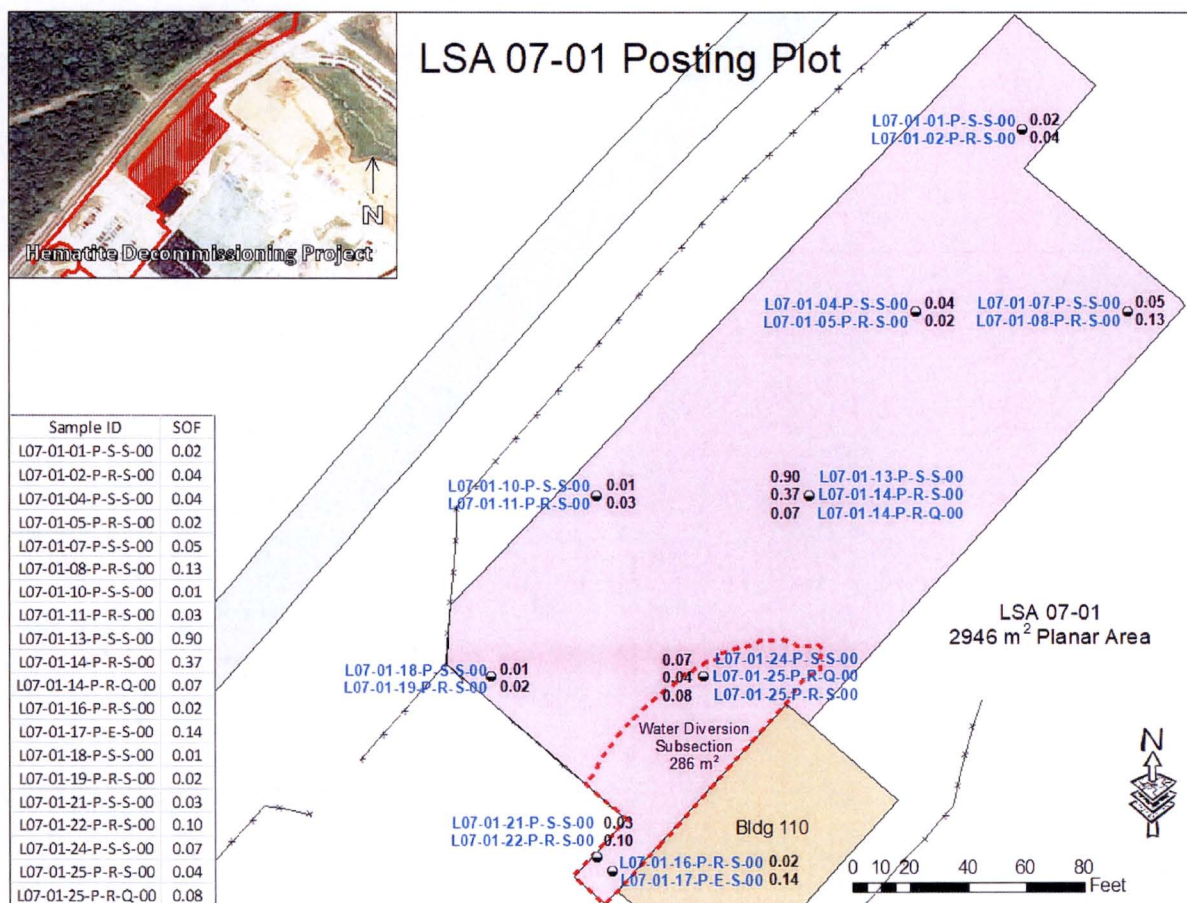 LSA 07-01 Posting Plot
N
Hematite Decommissioning Project
L07-01-01-P-S-S-00 0.02
L07-01-02-P-R-S-00 0.04
L07-01-04-P-S-S-00 0.04
L07-01-05-P-R-S-00 0.02
L07-01-07-P-S-S-00 0.05
L07-01-08-P-R-S-00 0.13
Sample ID SOF
L07-01-01-P-S-S-00 0.02
L07-01-02-P-R-S-00 0.04
L07-01-04-P-S-S-00 0.04
L07-01-05-P-R-S-00 0.02
L07-01-07-P-S-S-00 0.05
L07-01-08-P-R-S-00 0.13
L07-01-10-P-S-S-00 0.01
L07-01-11-P-R-S-00 0.03
L07-01-13-P-S-S-00 0.90
L07-01-14-P-R-S-00 0.37
L07-01-14-P-R-Q-00 0.07
L07-01-16-P-R-S-00 0.02
L07-01-17-P-E-S-00 0.14
L07-01-18-P-S-S-00 0.01
L07-01-19-P-R-S-00 0.02
L07-01-21-P-S-S-00 0.03
L07-01-22-P-R-S-00 0.10
L07-01-24-P-S-S-00 0.07
L07-01-25-P-R-S-00 0.04
L07-01-25-P-R-Q-00 0.08
L07-01-10-P-S-S-00 0.01
L07-01-11-P-R-S-00 0.03
0.90 L07-01-13-P-S-S-00
0.37 L07-01-14-P-R-S-00
0.07 L07-01-14-P-R-Q-00
LSA 07-01
2946 m² Planar Area
L07-01-18-P-S-S-00 0.01
L07-01-19-P-R-S-00 0.02
0.07 L07-01-24-P-S-S-00
0.04 L07-01-25-P-R-Q-00
0.08 L07-01-25-P-R-S-00
Water Diversion
Subsection
286 m²
L07-01-21-P-S-S-00 0.03
L07-01-22-P-R-S-00 0.10
L07-01-16-P-R-S-00 0.02
L07-01-17-P-E-S-00 0.14
Bldg 110
N
0 5 10 20 40 60 80
Feet